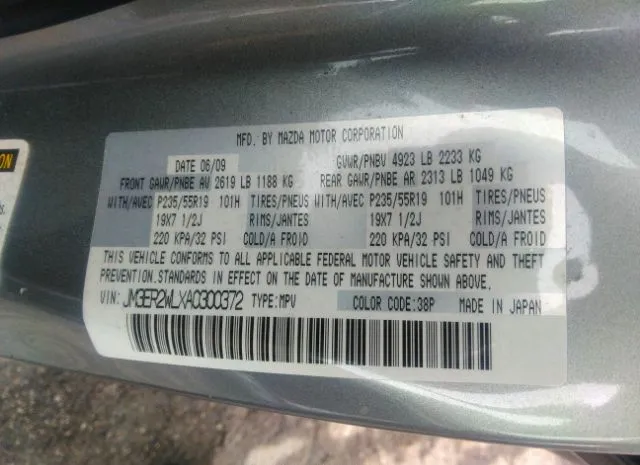 MFD. BY MAZDA MOTOR CORPORATION
DATE 06/09 GVWR/PNBV 4923 LB 2233 KG
FRONT GAWR/PNBE AV 2619 LB 1188 KG REAR GAWR/PNBE AR 2313 LB 1049 KG
WITH/AVEC P235/55R19 101H TIRES/PNEUS WITH/AVEC P235/55R19 101H TIRES/PNEUS
19X7 1/2J RIMS/JANTES 19X7 1/2J RIMS/JANTES
220 KPA/32 PSI COLD/A FROID 220 KPA/32 PSI COLD/A FROID
THIS VEHICLE CONFORMS TO ALL APPLICABLE FEDERAL MOTOR VEHICLE SAFETY AND THEFT
PREVENTION STANDARDS IN EFFECT ON THE DATE OF MANUFACTURE SHOWN ABOVE.
VIN: JM3ER2WLXA0300372 TYPE:MPV COLOR CODE:38P MADE IN JAPAN